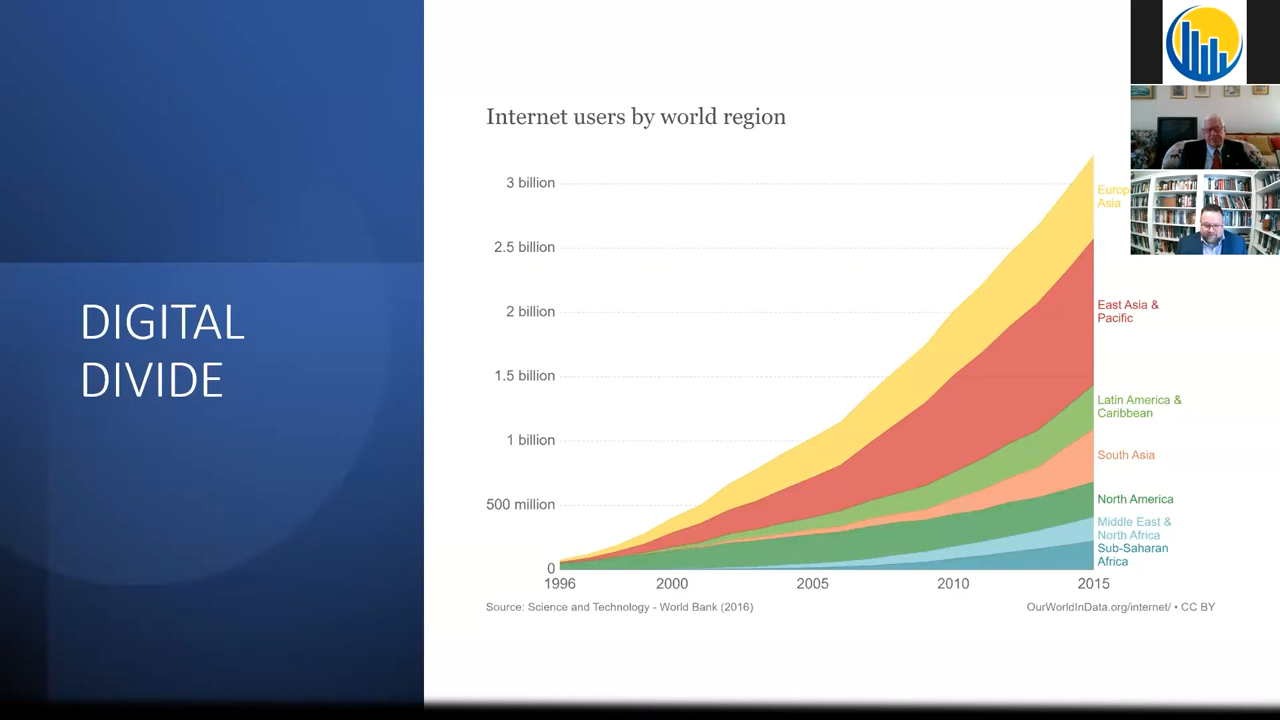 DIGITAL
DIVIDE
Internet users by world region
3 billion
2.5 billion
2 billion
1.5 billion
1 billion
500 million
0
1996
2000
2005
2010
2015
Asia
East Asia &
Pacific
Latin America &
Caribbean
South Asia
North America
Middle East &
North Africa
Sub-Saharan
Africa
Source: Science and Technology - World Bank (2016)
OurWorldInData.org/internet/ • CC BY